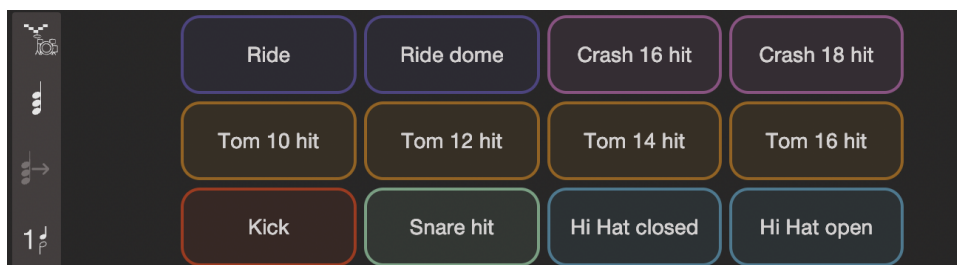 Ride Ride dome Crash 16 hit Crash 18 hit
Tom 10 hit Tom 12 hit Tom 14 hit Tom 16 hit
1 Kick Snare hit Hi Hat closed Hi Hat open